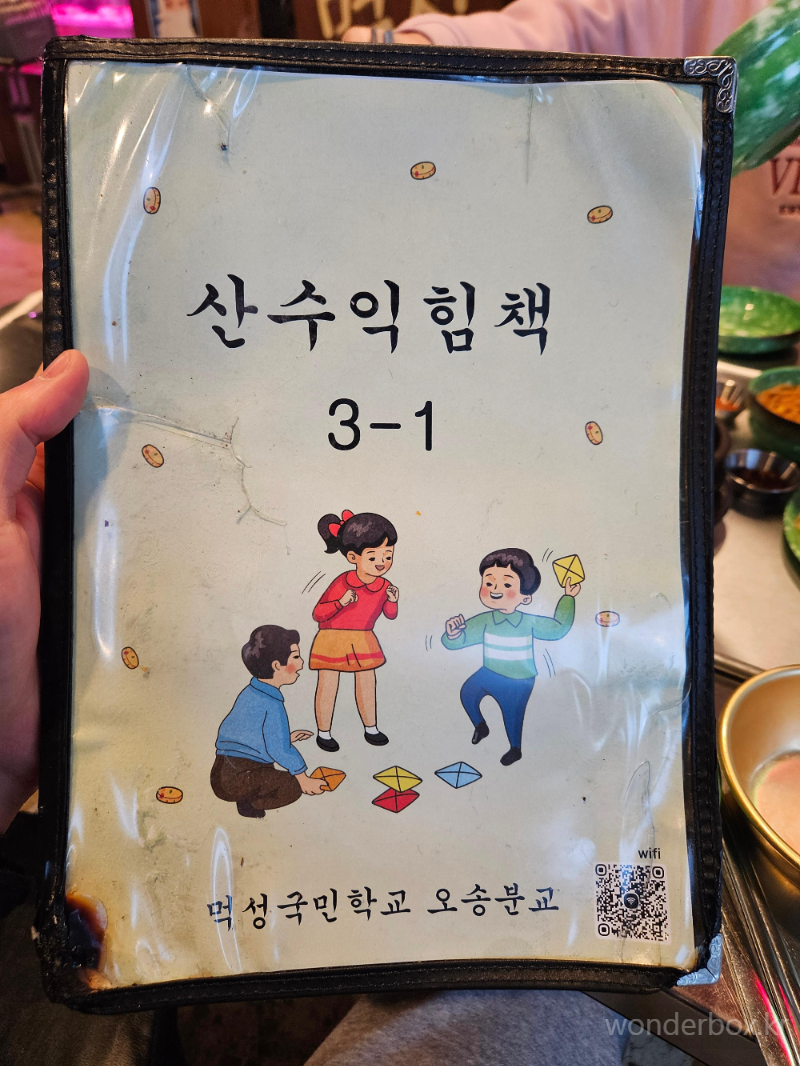 산수익힘책
3-1
wifi
먹성국민학교 오송분교
wonderbox.kr